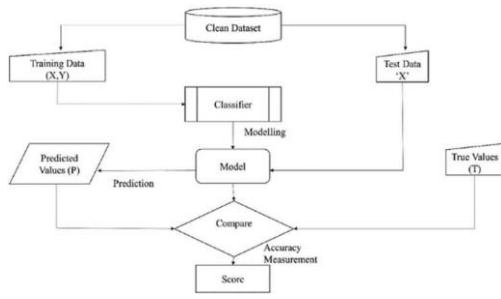 Clean Dataset
Training Data
(X,Y)
Test Data
'X'
Classifier
Modelling
Predicted
Values (P)
Model
True Values
(T)
Prediction
Compare
Accuracy
Measurement
Score